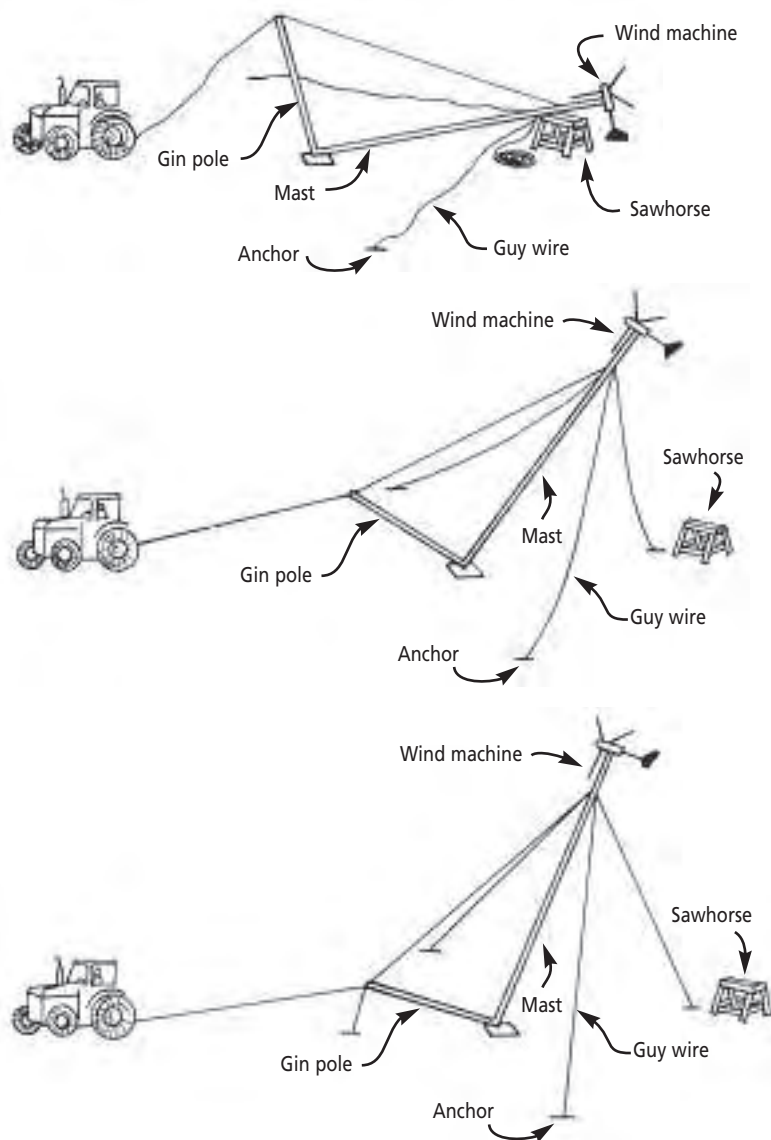 Wind machine
Gin pole
Mast
Sawhorse
Anchor
Guy wire
Wind machine
Sawhorse
Mast
Gin pole
Guy wire
Anchor
Wind machine
Sawhorse
Mast
Guy wire
Gin pole
Anchor